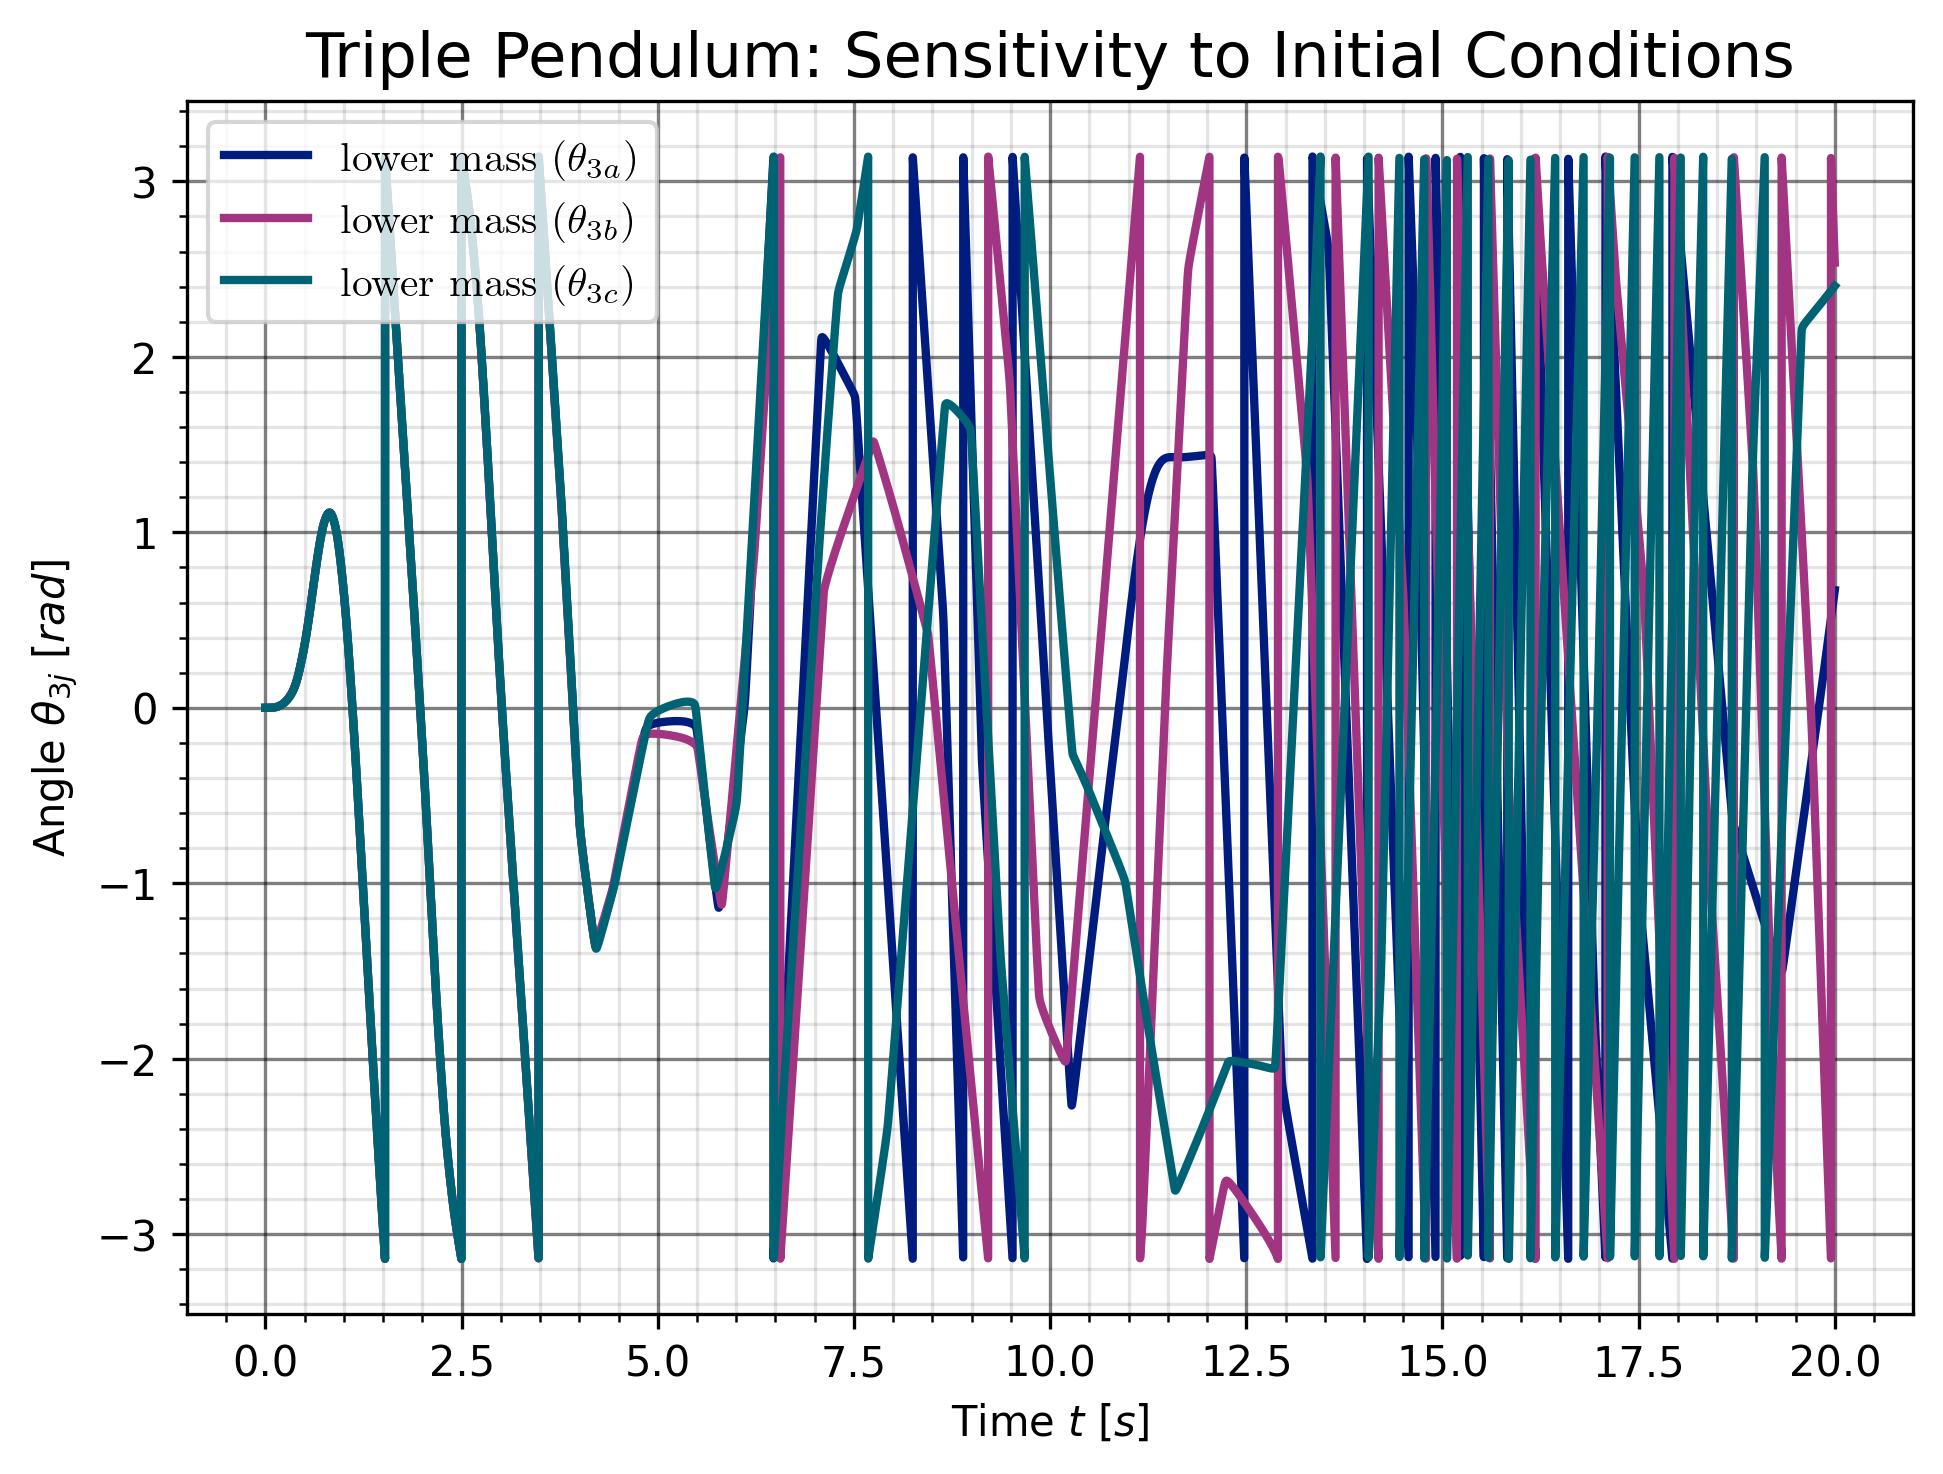 Triple Pendulum: Sensitivity to Initial Conditions
lower mass (θ3a)
lower mass (θ3b)
lower mass (θ3c)
Angle θ3j [rad]
3
2
1
0
−1
−2
−3
0.0 2.5 5.0 7.5 10.0 12.5 15.0 17.5 20.0
Time t [s]